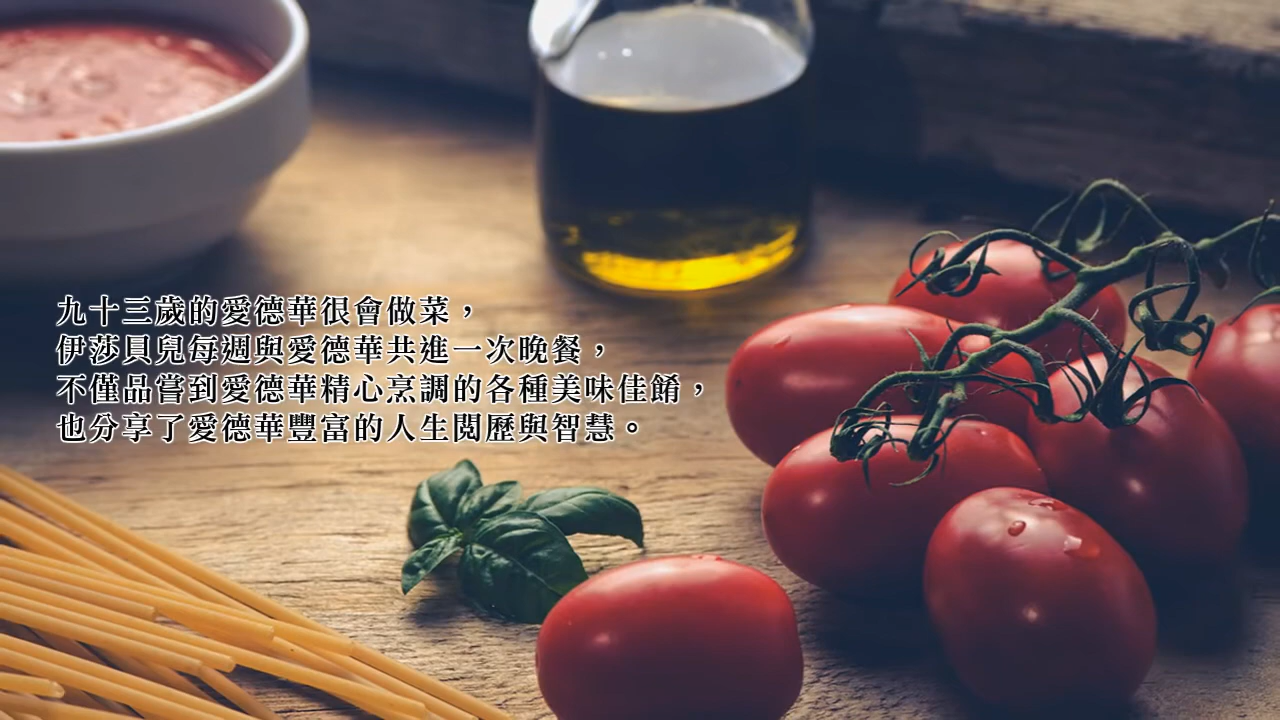 九十三歲的愛德華很會做菜，
伊莎貝兒每週與愛德華共進一次晚餐，
不僅品嘗到愛德華精心烹調的各種美味佳餚，
也分享了愛德華豐富的人生閱歷與智慧。